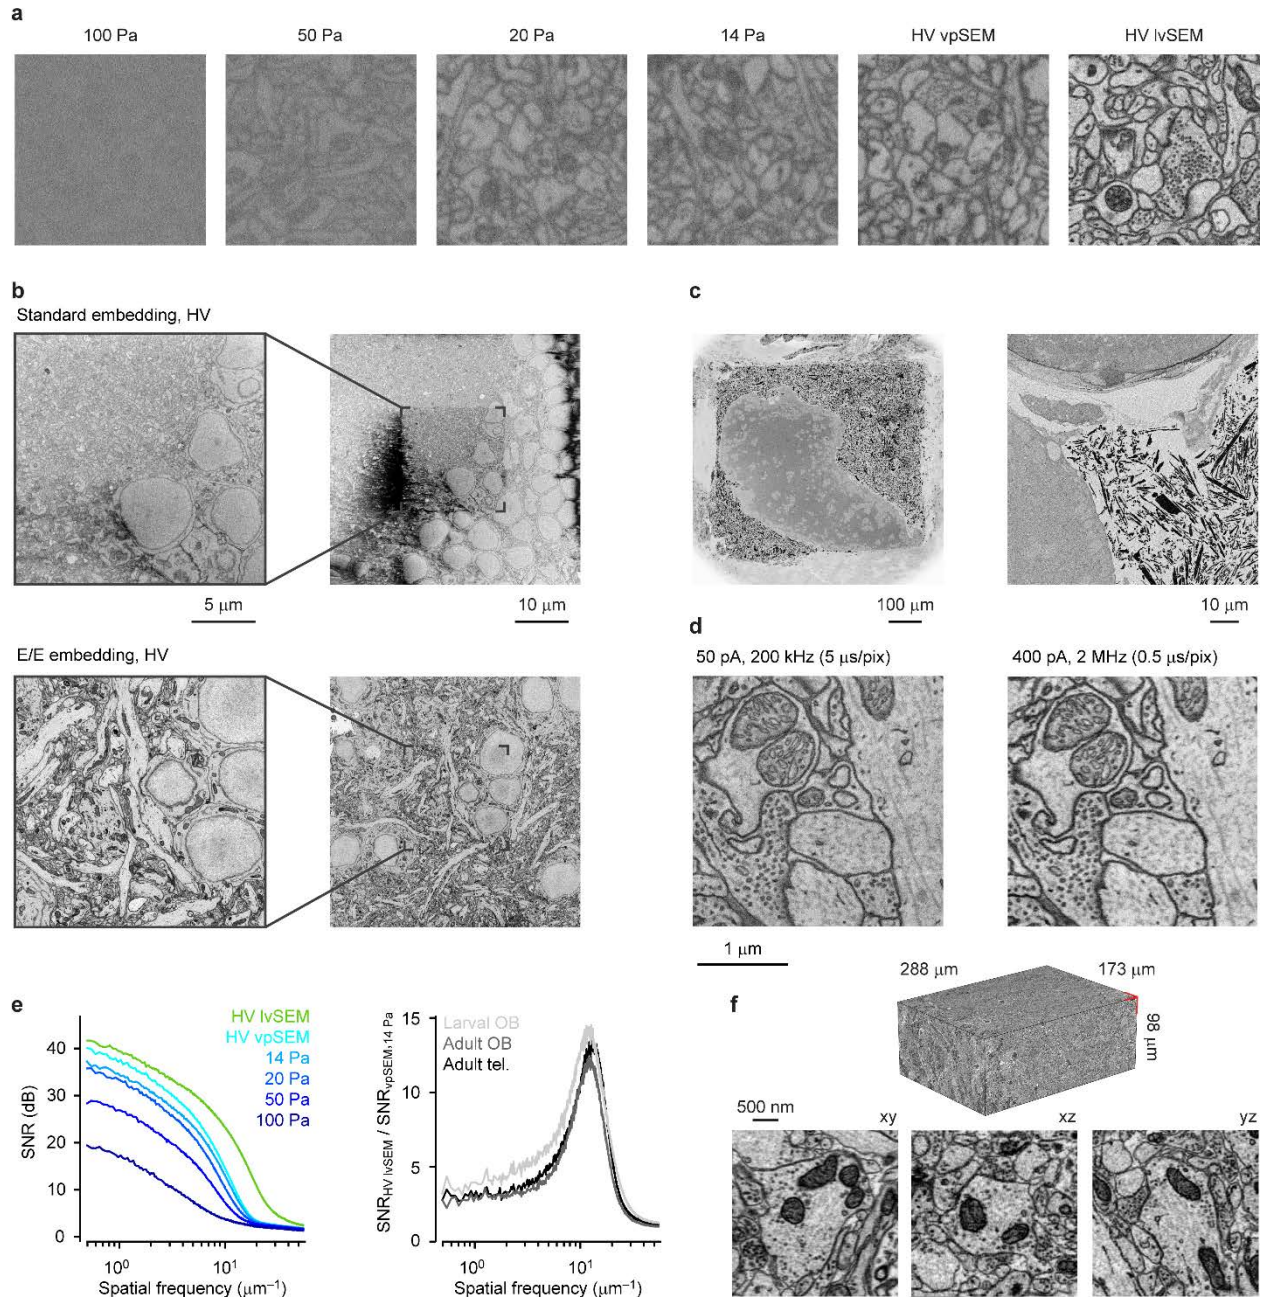 a
100 Pa 50 Pa 20 Pa 14 Pa HV vpSEM HV lvSEM
b
Standard embedding, HV
5 μm 10 μm
E/E embedding, HV
c
100 μm 10 μm
d
50 pA, 200 kHz (5 μs/pix) 400 pA, 2 MHz (0.5 μs/pix)
1 μm
e
HV lvSEM
HV vpSEM
14 Pa
20 Pa
50 Pa
100 Pa
SNR (dB)
40
30
20
10
0
10⁰ 10¹
Spatial frequency (μm⁻¹)
Larval OB
Adult OB
Adult tel.
SNR_HV lvSEM / SNR_vpSEM,14 Pa
15
10
5
0
10⁰ 10¹
Spatial frequency (μm⁻¹)
f
288 μm 173 μm
98 μm
500 nm
xy xz yz